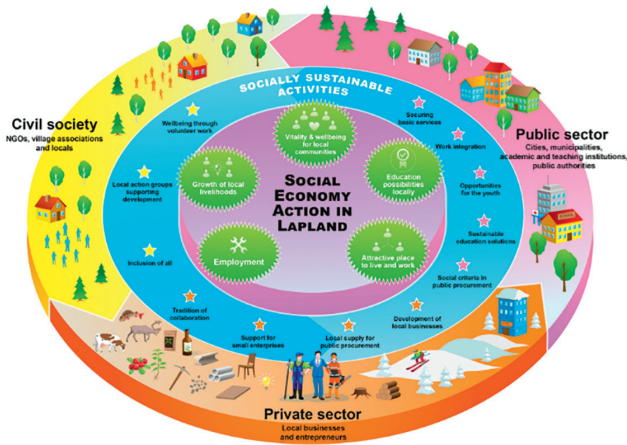 SOCIALLY SUSTAINABLE
ACTIVITIES
Civil society
NGOs, village associations
and locals
Public sector
Cities, municipalities,
academic and teaching institutions,
public authorities
Private sector
Local businesses
and entrepreneurs
SOCIAL
ECONOMY
ACTION IN
LAPLAND
Vitality & wellbeing
for local
communities
Education
possibilities
locally
Attractive place
to live and work
Employment
Growth of local
livelihoods
Securing
basic services
Work integration
Opportunities
for the youth
Sustainable
education solutions
Social criteria in
public procurement
Development of
local businesses
Local supply for
public procurement
Support for
small enterprises
Tradition of
collaboration
Inclusion of all
Local action groups
supporting
development
Wellbeing through
volunteer work